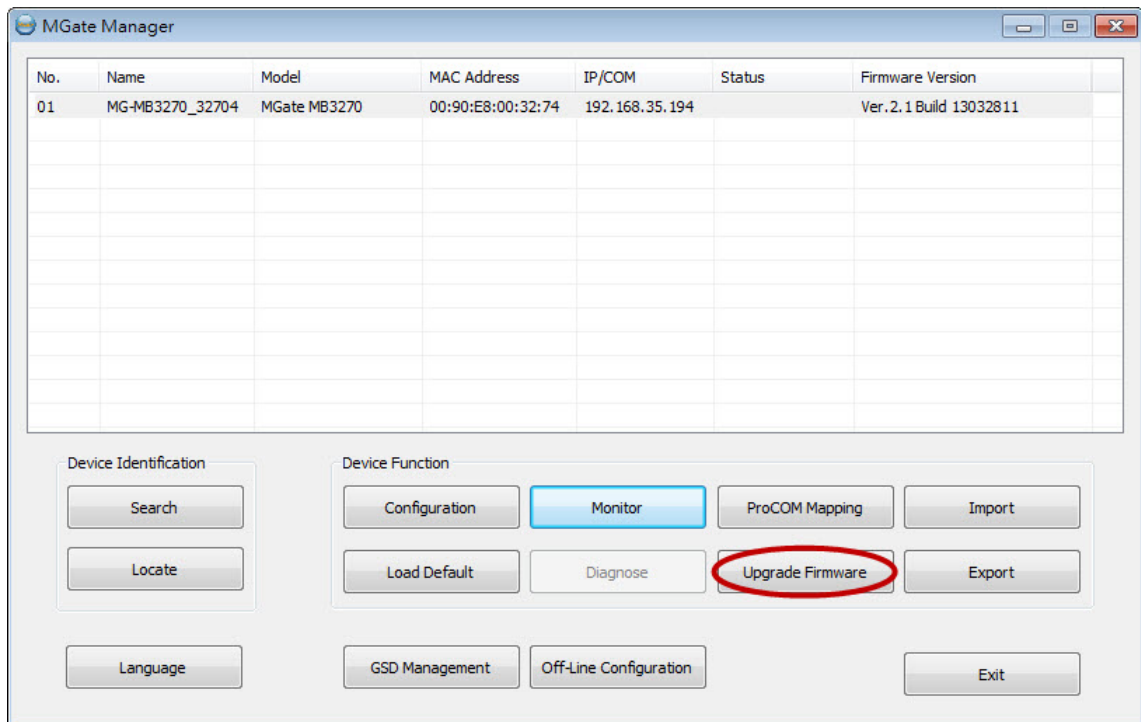 MGate Manager
No. Name Model MAC Address IP/COM Status Firmware Version
01 MG-MB3270_32704 MGate MB3270 00:90:E8:00:32:74 192.168.35.194 Ver.2.1 Build 13032811
Device Identification Device Function
Search Configuration Monitor ProCOM Mapping Import
Locate Load Default Diagnose Upgrade Firmware Export
Language GSD Management Off-Line Configuration Exit